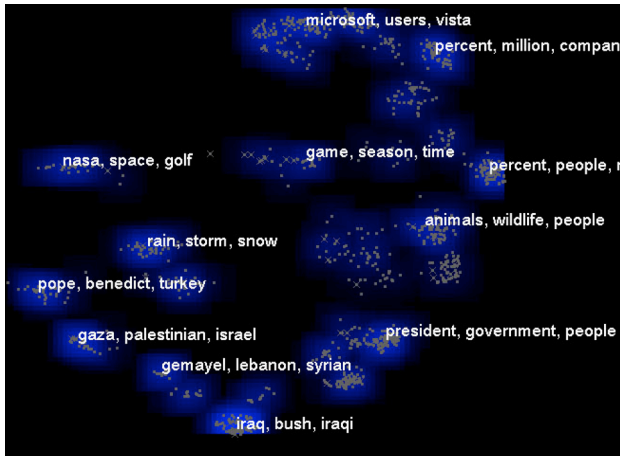 microsoft, users, vista
percent, million, compan
game, season, time
nasa, space, golf
percent, people, r
animals, wildlife, people
rain, storm, snow
pope, benedict, turkey
gaza, palestinian, israel
president, government, people
gemayel, lebanon, syrian
iraq, bush, iraqi